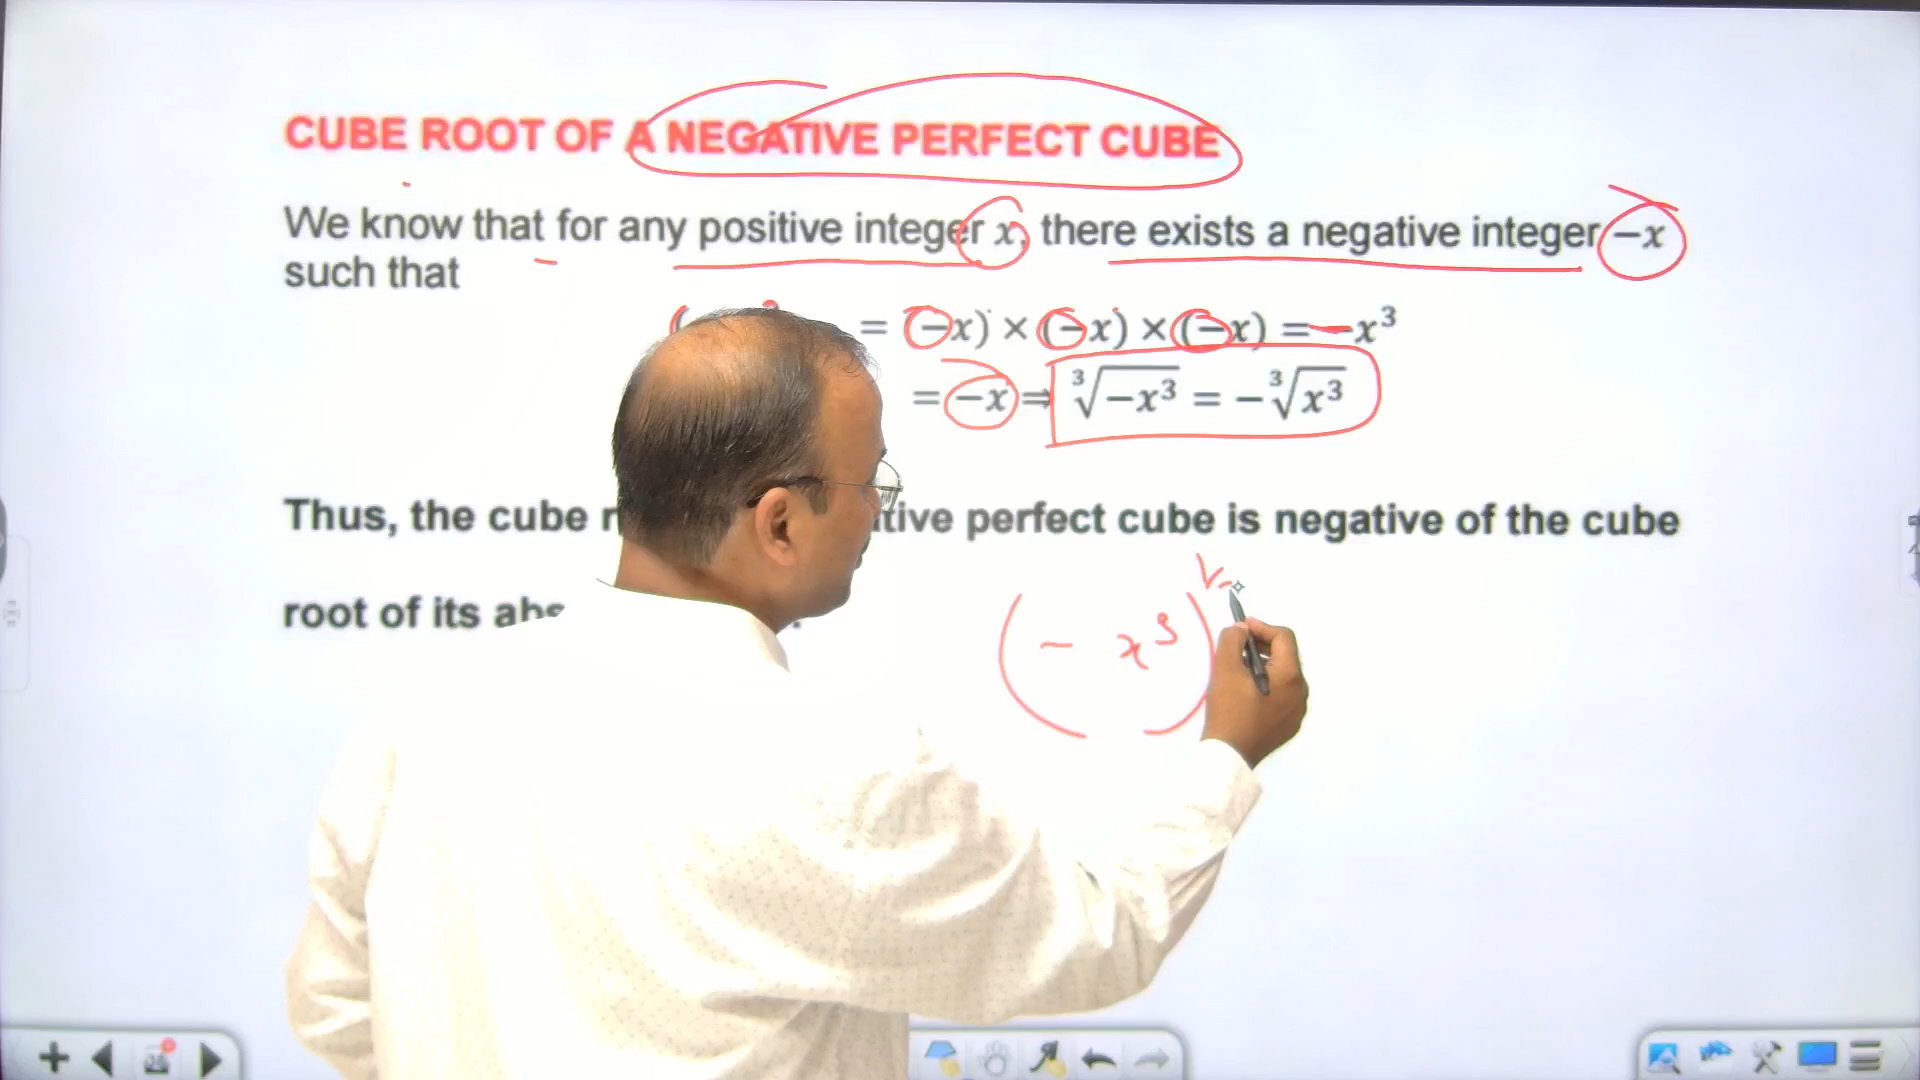 CUBE ROOT OF A NEGATIVE PERFECT CUBE
We know that for any positive integer x, there exists a negative integer −x
such that
= (−x) × (−x) × (−x) = −x³
= −x ⇒ ∛−x³ = −∛x³
Thus, the cube tive perfect cube is negative of the cube
root of its
(− x³)